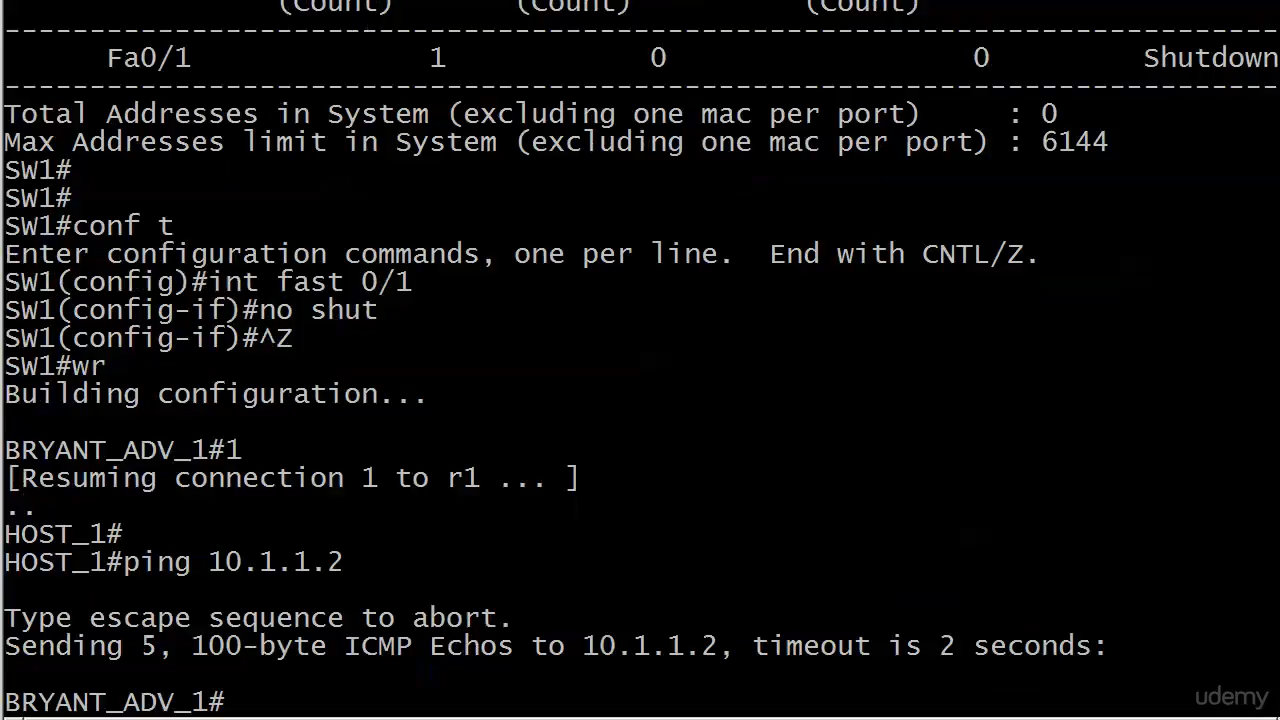 (Count) (Count) (Count)
---------------------------------------------------------------------------
Fa0/1 1 0 0 Shutdown
---------------------------------------------------------------------------
Total Addresses in System (excluding one mac per port) : 0
Max Addresses limit in System (excluding one mac per port) : 6144
SW1#
SW1#
SW1#conf t
Enter configuration commands, one per line. End with CNTL/Z.
SW1(config)#int fast 0/1
SW1(config-if)#no shut
SW1(config-if)#^Z
SW1#wr
Building configuration...
BRYANT_ADV_1#1
[Resuming connection 1 to r1 ... ]
..
HOST_1#
HOST_1#ping 10.1.1.2
Type escape sequence to abort.
Sending 5, 100-byte ICMP Echos to 10.1.1.2, timeout is 2 seconds:
BRYANT_ADV_1#
udemy